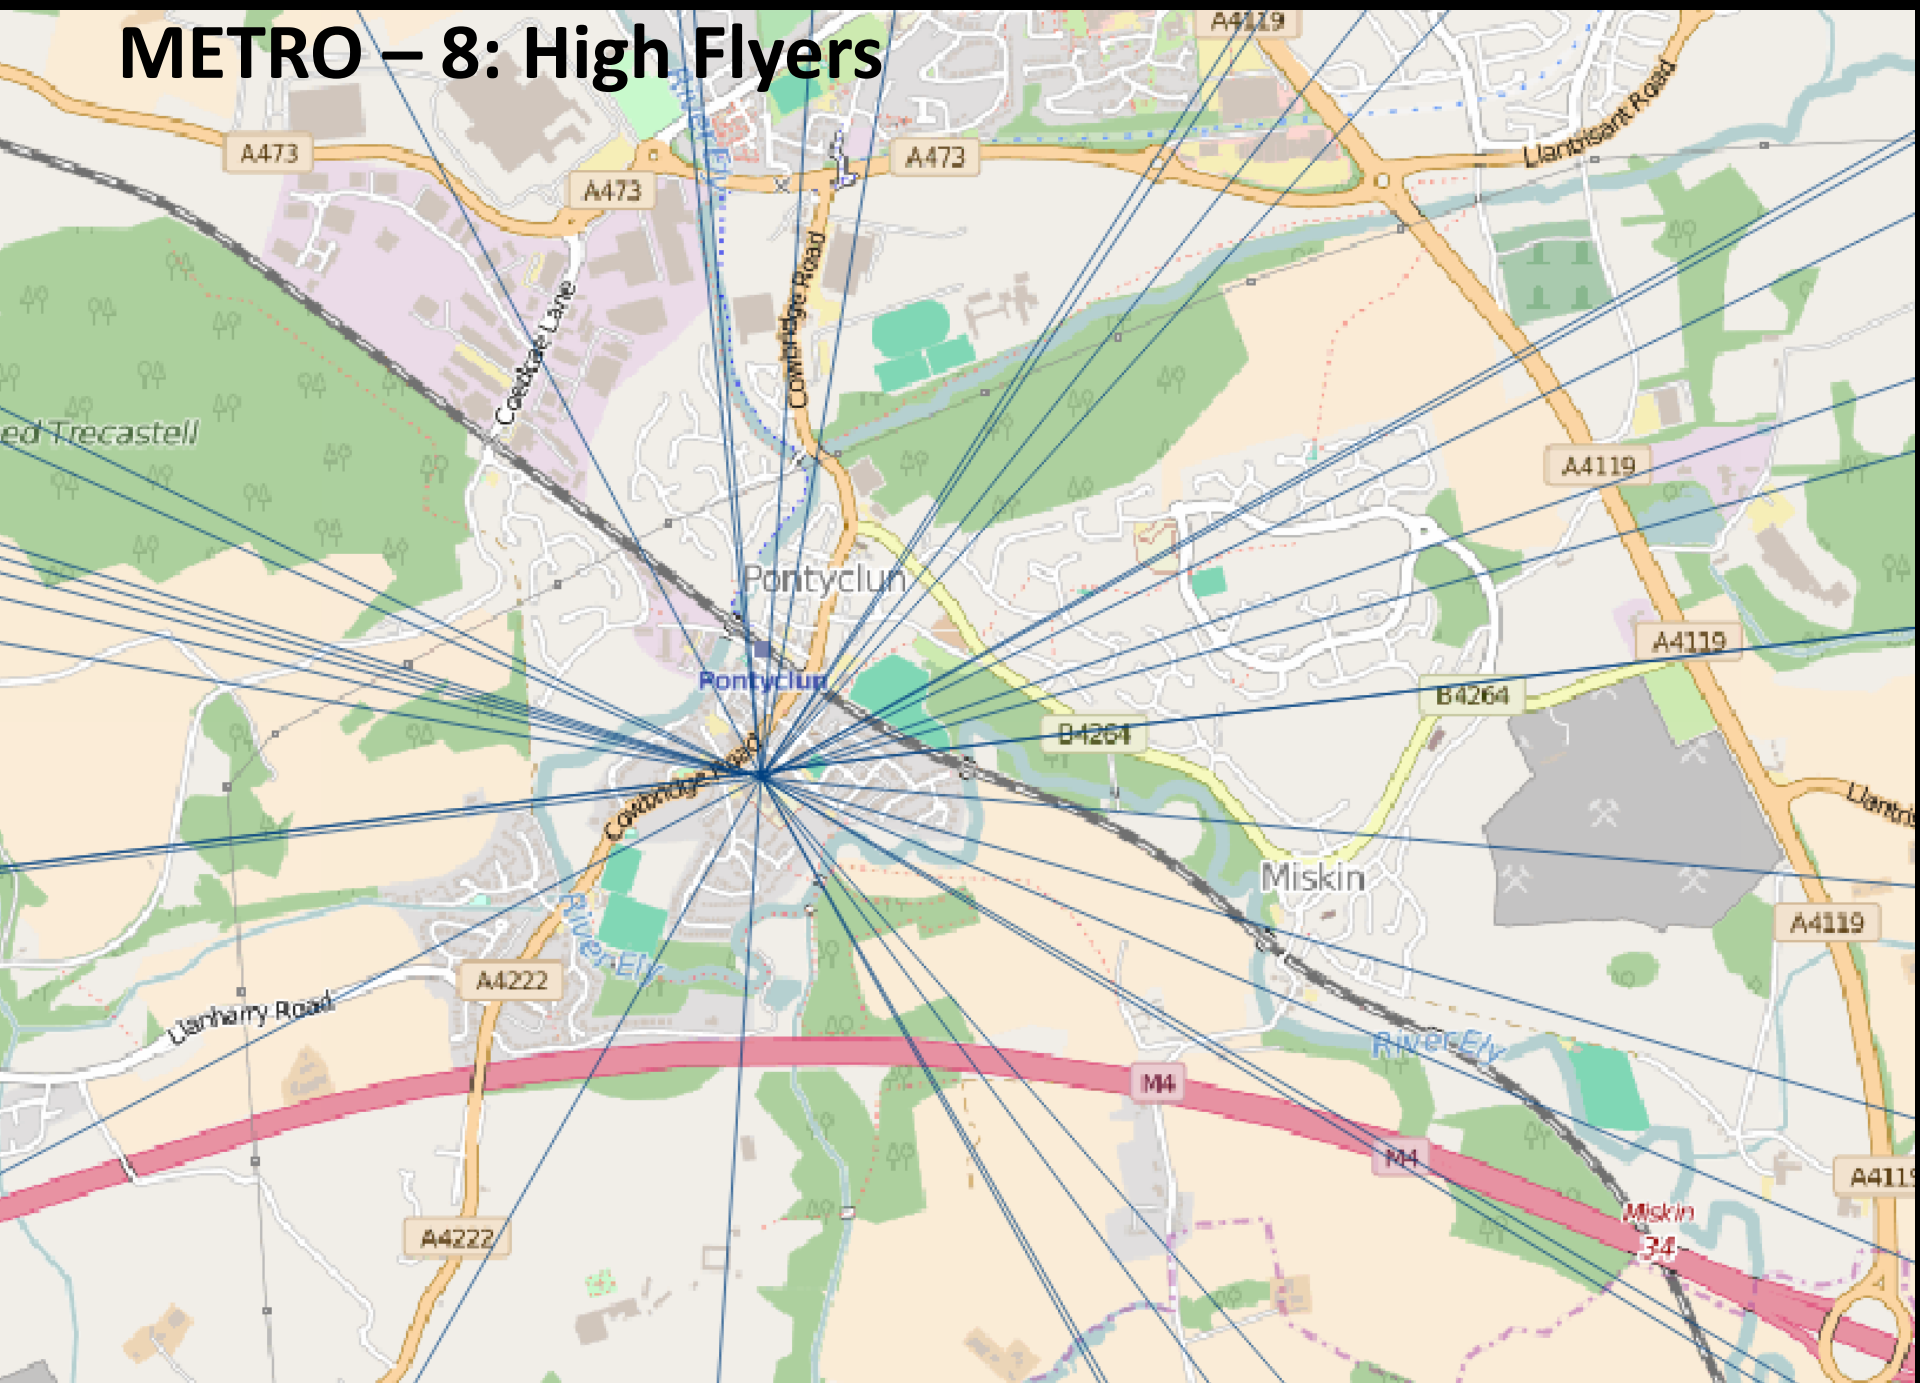 METRO – 8: High Flyers
A4119
A473
A473
A473
Llantrisant Road
River Ely
Cowbridge Road
Coedcae Lane
ed Trecastell
A4119
Pontyclun
A4119
Pontyclun
B4264
B4264
Cowbridge Road
Miskin
A4119
River Ely
A4222
Llanharry Road
River Ely
M4
M4
A4119
Miskin
34
A4222